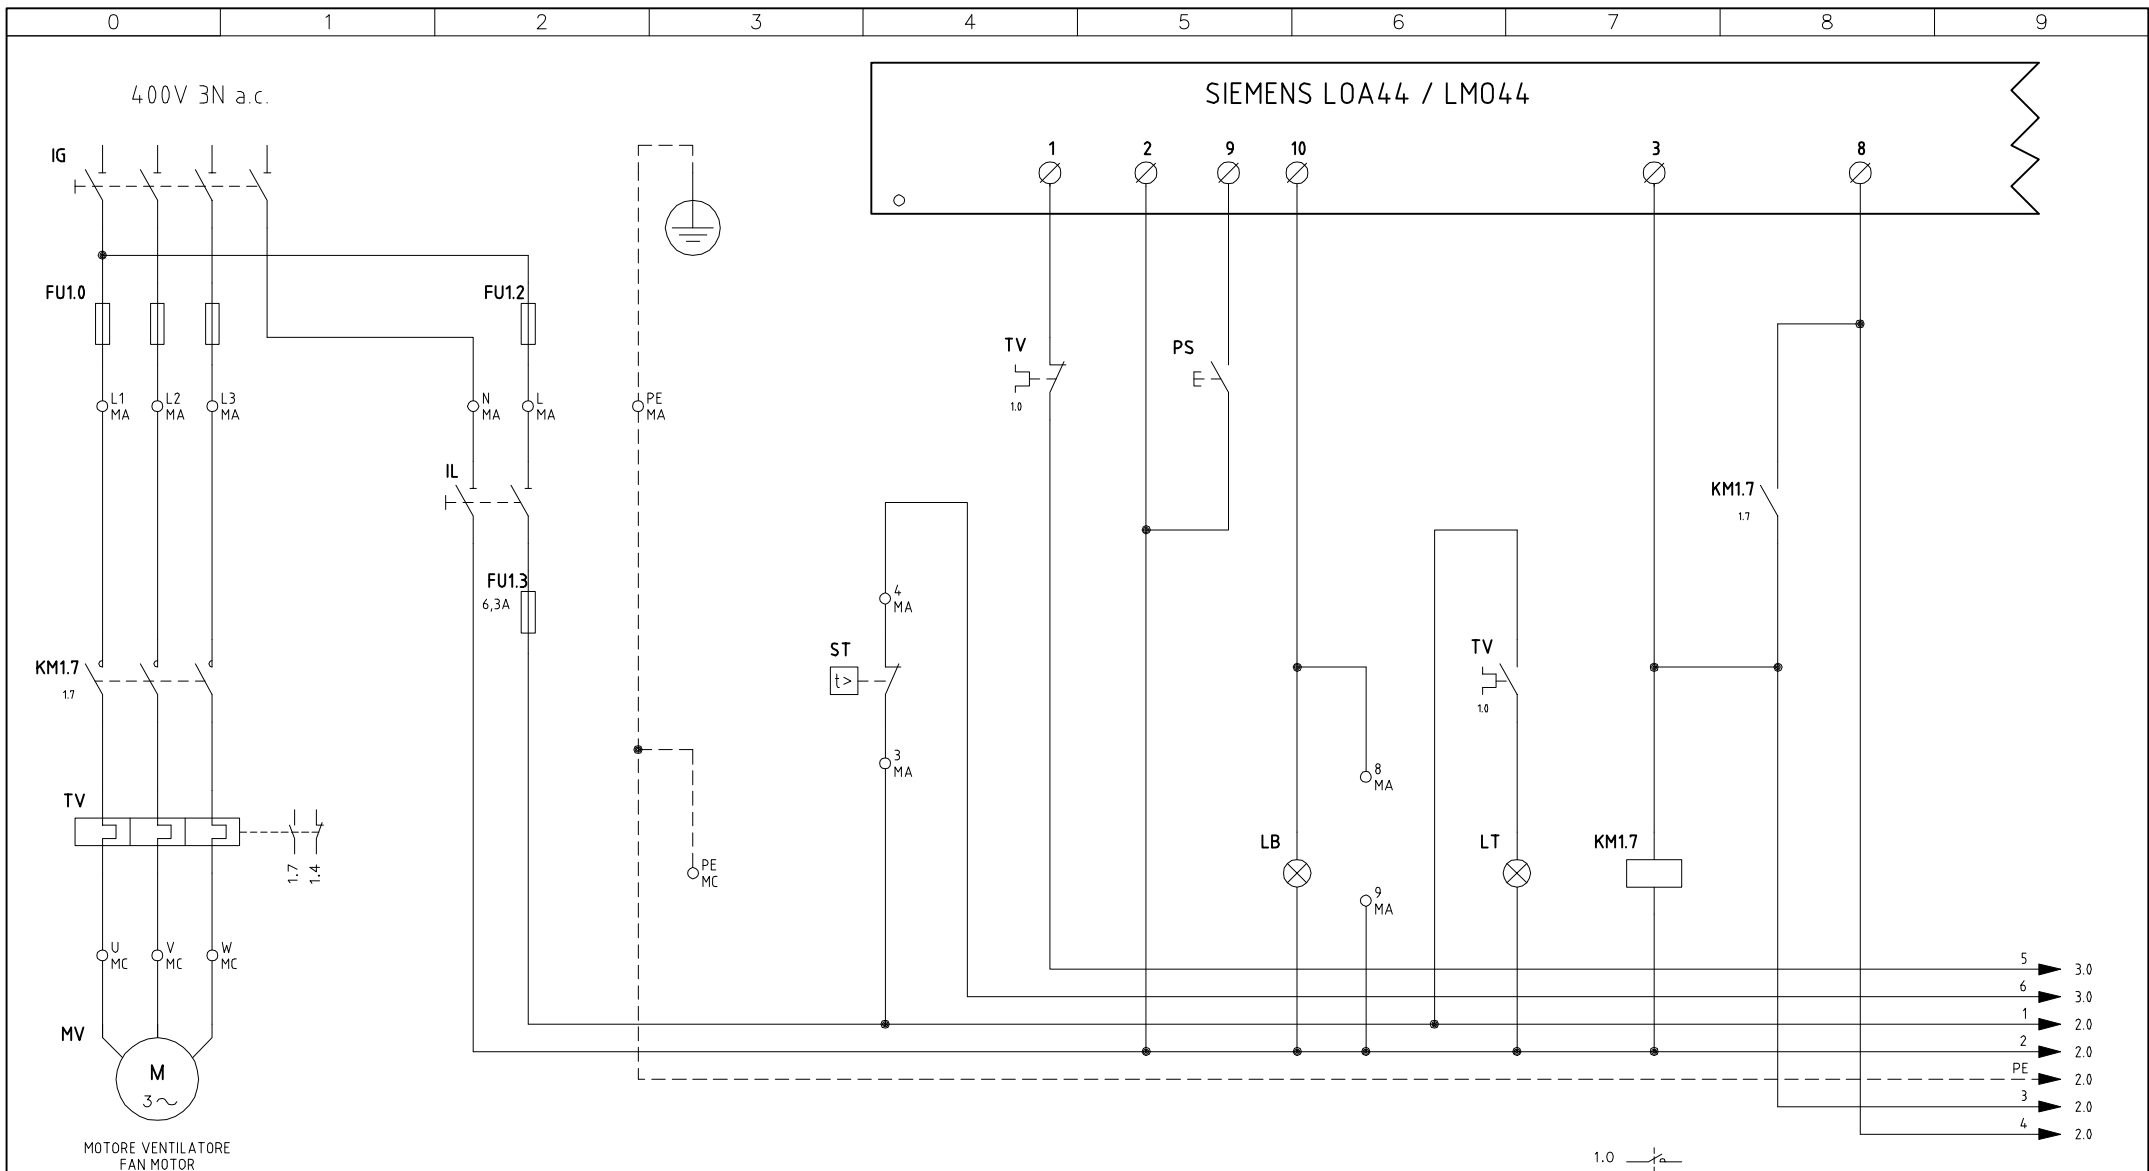 0 1 2 3 4 5 6 7 8 9
400V 3N a.c.
SIEMENS LOA44 / LMO44
1 2 9 10 3 8
IG
FU1.0
FU1.2
TV
1.0
PS
L1
MA
L2
MA
L3
MA
N
MA
L
MA
PE
MA
IL
KM1.7
1.7
FU1.3
6,3A
4
MA
ST
t>
3
MA
KM1.7
1.7
TV
1.0
8
MA
TV
1.7
1.4
PE
MC
LB
LT
KM1.7
9
MA
U
MC
V
MC
W
MC
5 3.0
6 3.0
1 2.0
2 2.0
PE 2.0
3 2.0
4 2.0
MV
M
3~
MOTORE VENTILATORE
FAN MOTOR
1.0